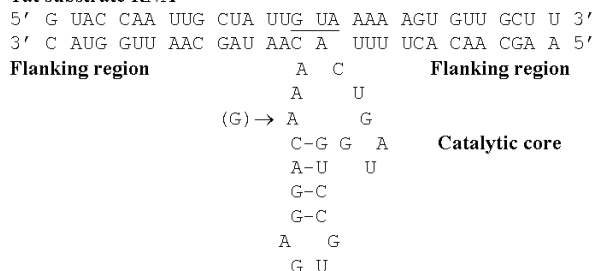 5′ G UAC CAA UUG CUA UUG UA AAA AGU GUU GCU U 3′
3′ C AUG GUU AAC GAU AAC A UUU UCA CAA CGA A 5′
Flanking region A C Flanking region
A U
(G)→ A G
C–G G A Catalytic core
A–U U
G–C
G–C
A G
G U